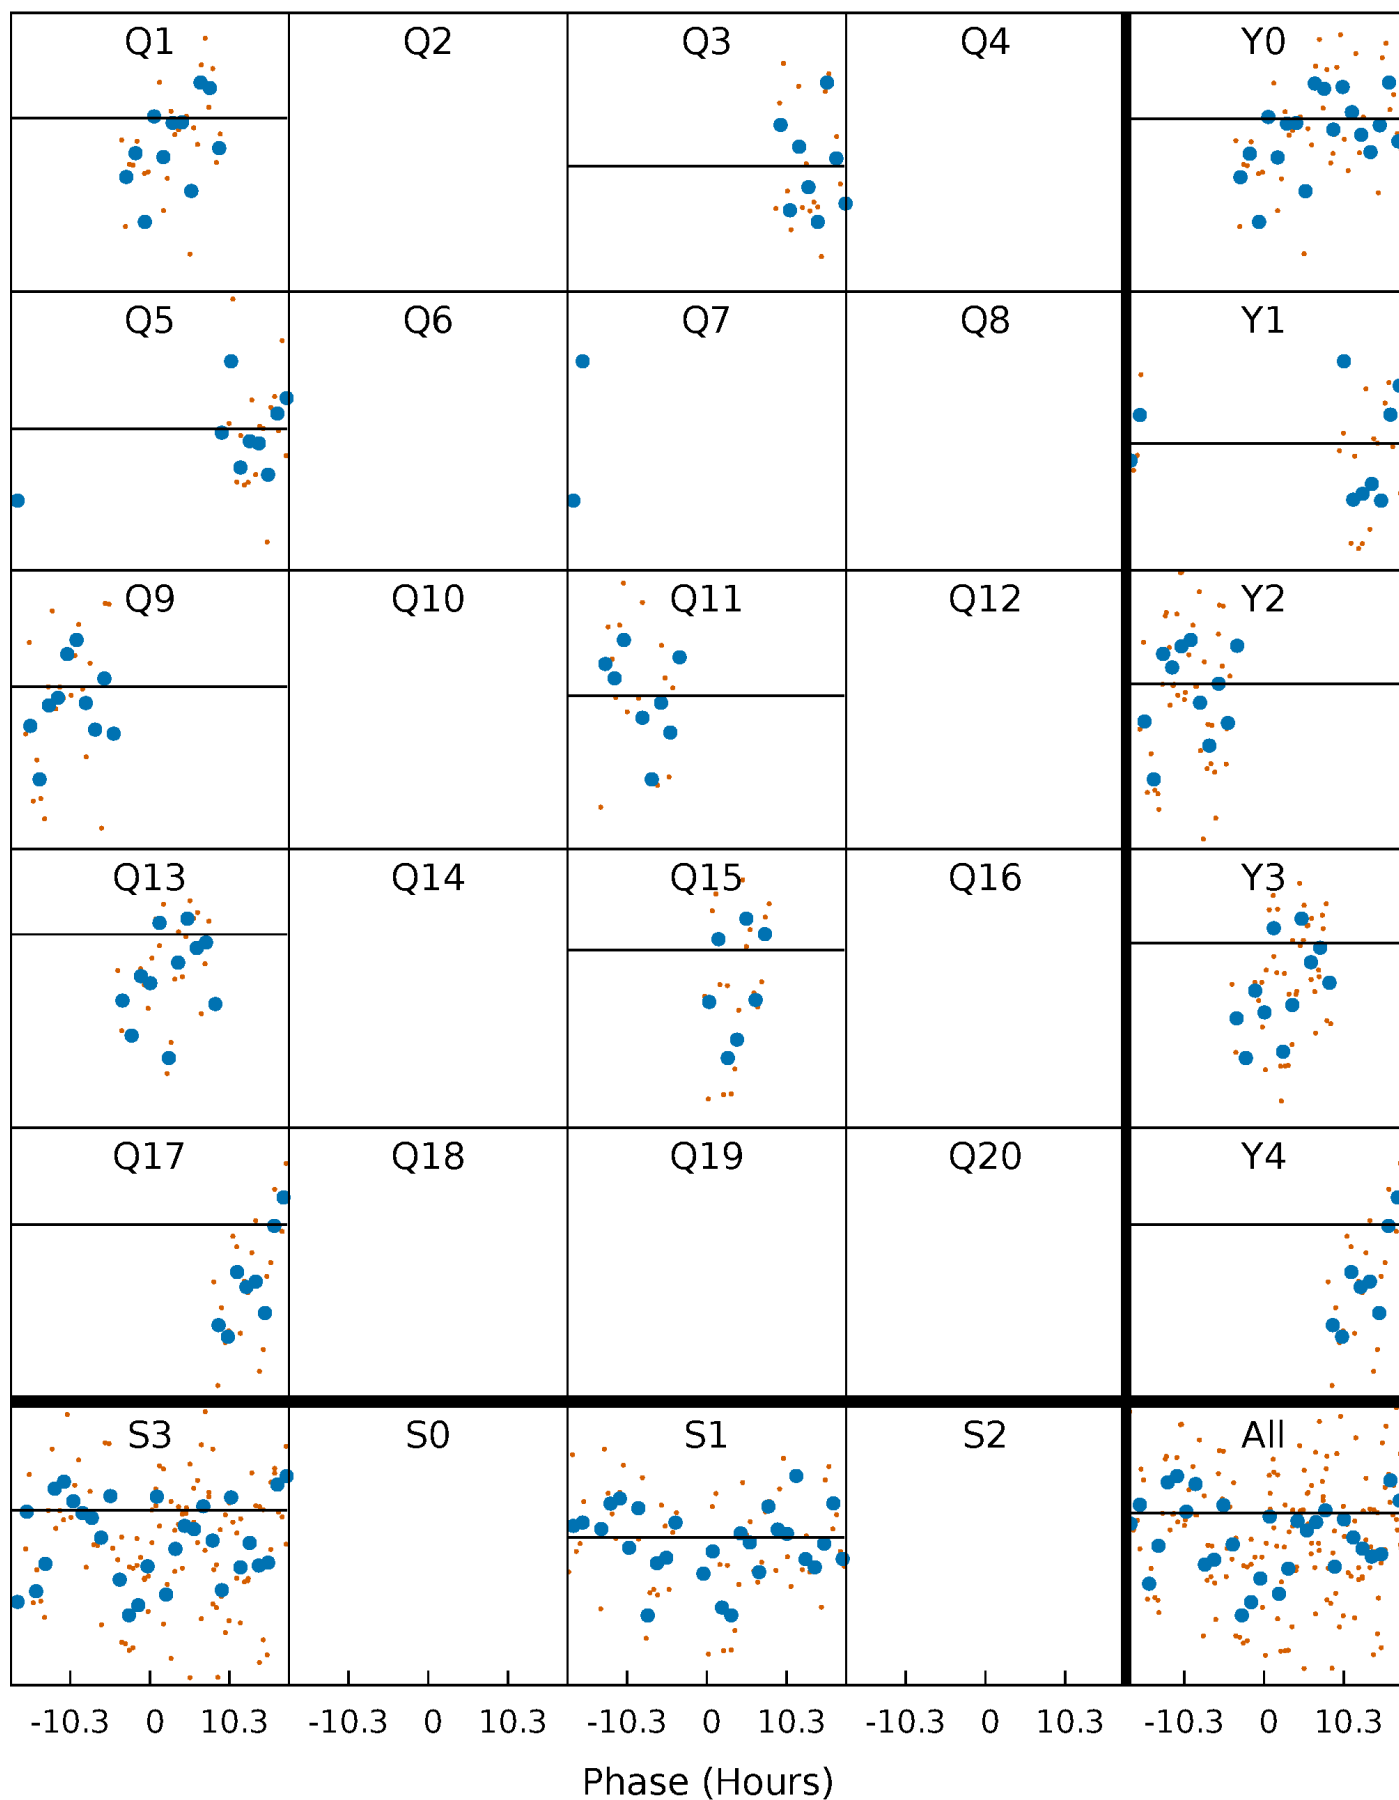 Q1 Q2 Q3 Q4 Y0
Q5 Q6 Q7 Q8 Y1
Q9 Q10 Q11 Q12 Y2
Q13 Q14 Q15 Q16 Y3
Q17 Q18 Q19 Q20 Y4
S3 S0 S1 S2 All
-10.3 0 10.3 -10.3 0 10.3 -10.3 0 10.3 -10.3 0 10.3 -10.3 0 10.3
Phase (Hours)